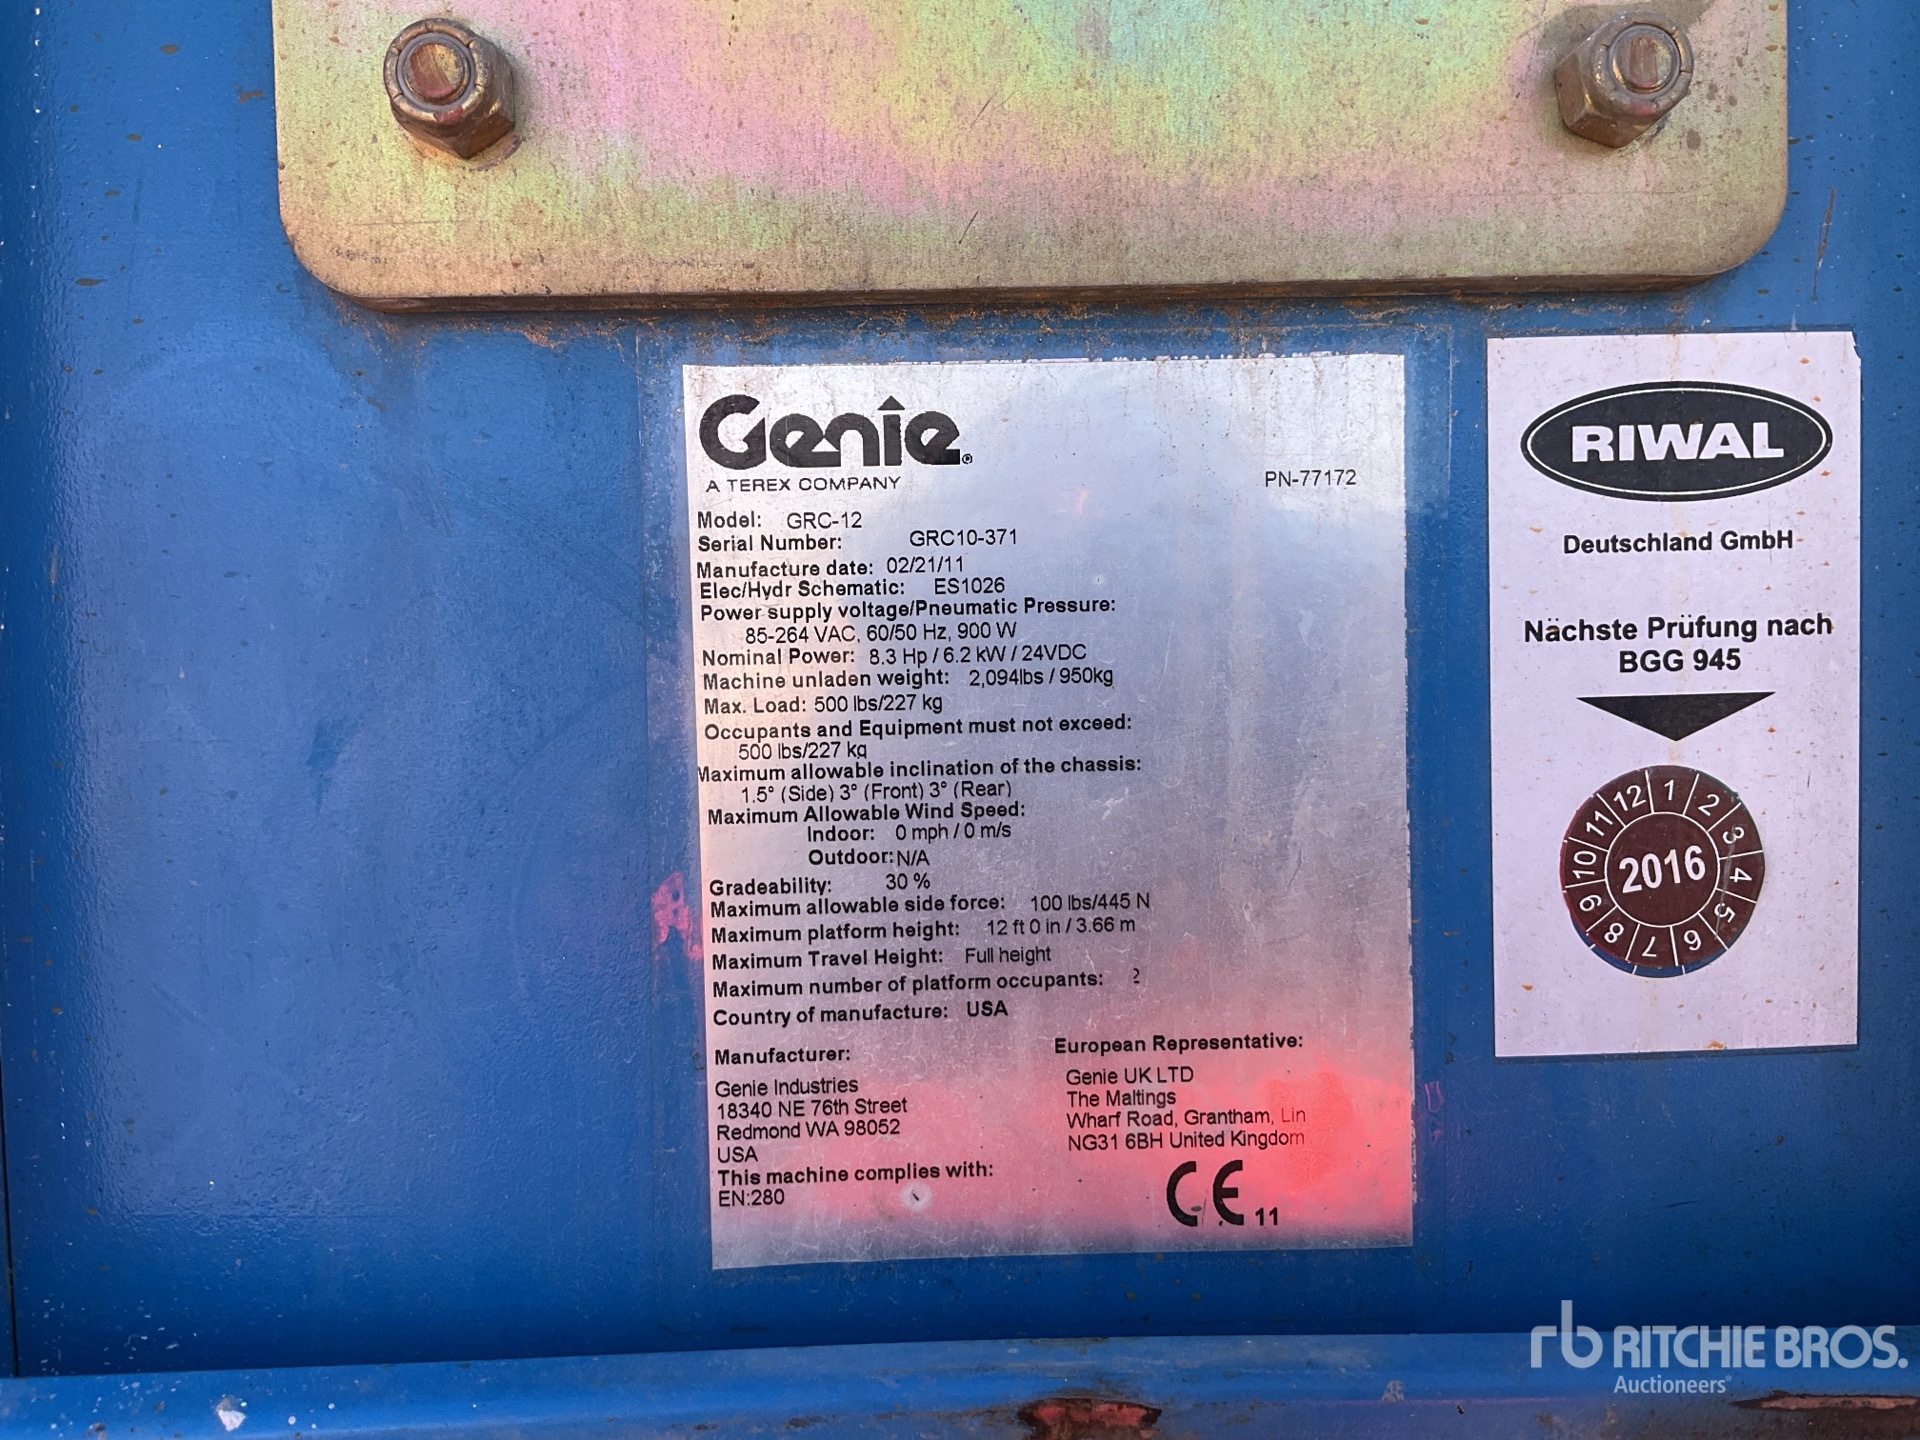 Genie®
A TEREX COMPANY
PN-77172
Model: GRC-12
Serial Number: GRC10-371
Manufacture date: 02/21/11
Elec/Hydr Schematic: ES1026
Power supply voltage/Pneumatic Pressure:
85-264 VAC, 60/50 Hz, 900 W
Nominal Power: 8.3 Hp / 6.2 kW / 24VDC
Machine unladen weight: 2,094lbs / 950kg
Max. Load: 500 lbs/227 kg
Occupants and Equipment must not exceed:
500 lbs/227 kg
Maximum allowable inclination of the chassis:
1.5° (Side) 3° (Front) 3° (Rear)
Maximum Allowable Wind Speed:
Indoor: 0 mph / 0 m/s
Outdoor: N/A
Gradeability: 30 %
Maximum allowable side force: 100 lbs/445 N
Maximum platform height: 12 ft 0 in / 3.66 m
Maximum Travel Height: Full height
Maximum number of platform occupants: 2
Country of manufacture: USA
Manufacturer:
Genie Industries
18340 NE 76th Street
Redmond WA 98052
USA
This machine complies with:
EN:280
European Representative:
Genie UK LTD
The Maltings
Wharf Road, Grantham, Lin
NG31 6BH United Kingdom
CE 11
RIWAL
Deutschland GmbH
Nächste Prüfung nach
BGG 945
1 2 3 4 5 6 7 8 9 10 11 12
2016
rb RITCHIE BROS.
Auctioneers